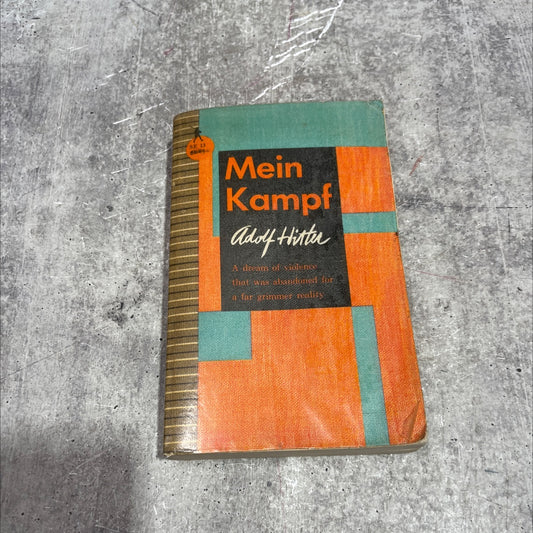 Mein
Kampf
Adolf Hitler
A dream of violence
that was abandoned for
a far grimmer reality